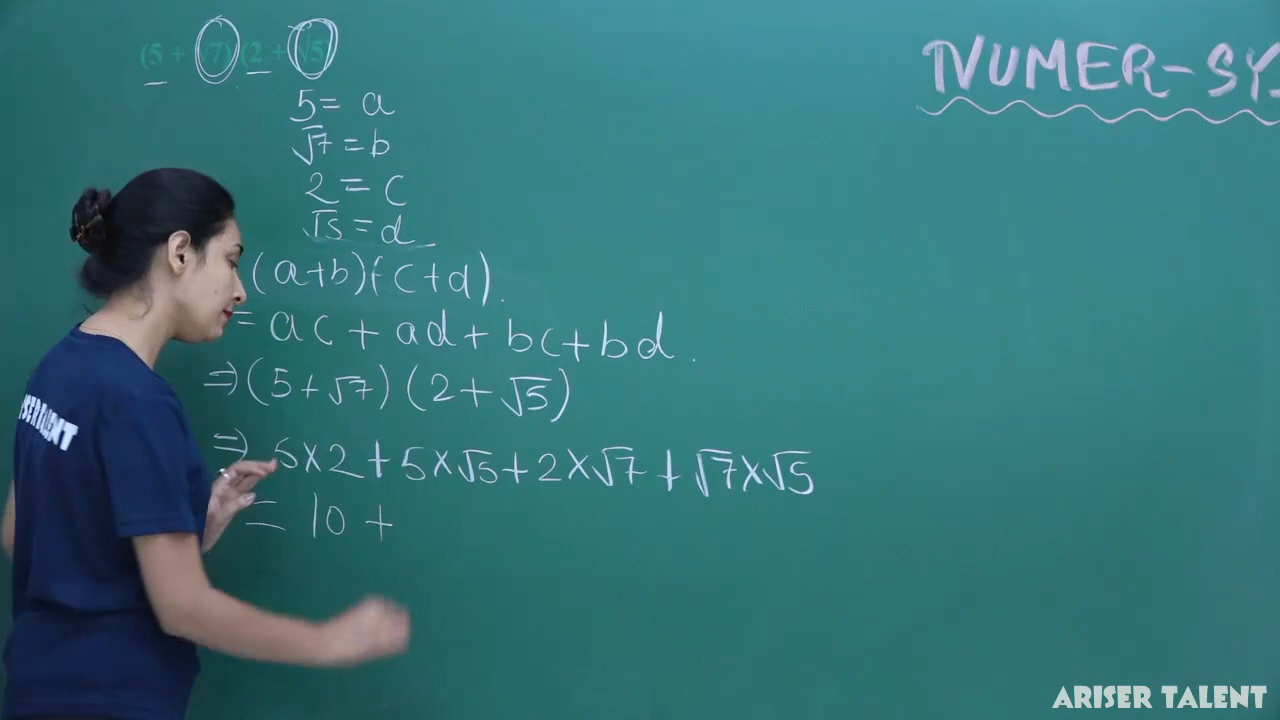 (5 + √7) (2 + √5)
NUMER-SY
5 = a
√7 = b
2 = c
√5 = d
(a+b)(c+d).
= ac + ad + bc + bd.
⇒ (5+√7) (2+√5)
⇒ 5×2 + 5×√5 + 2×√7 + √7×√5
= 10 +
ARISER TALENT